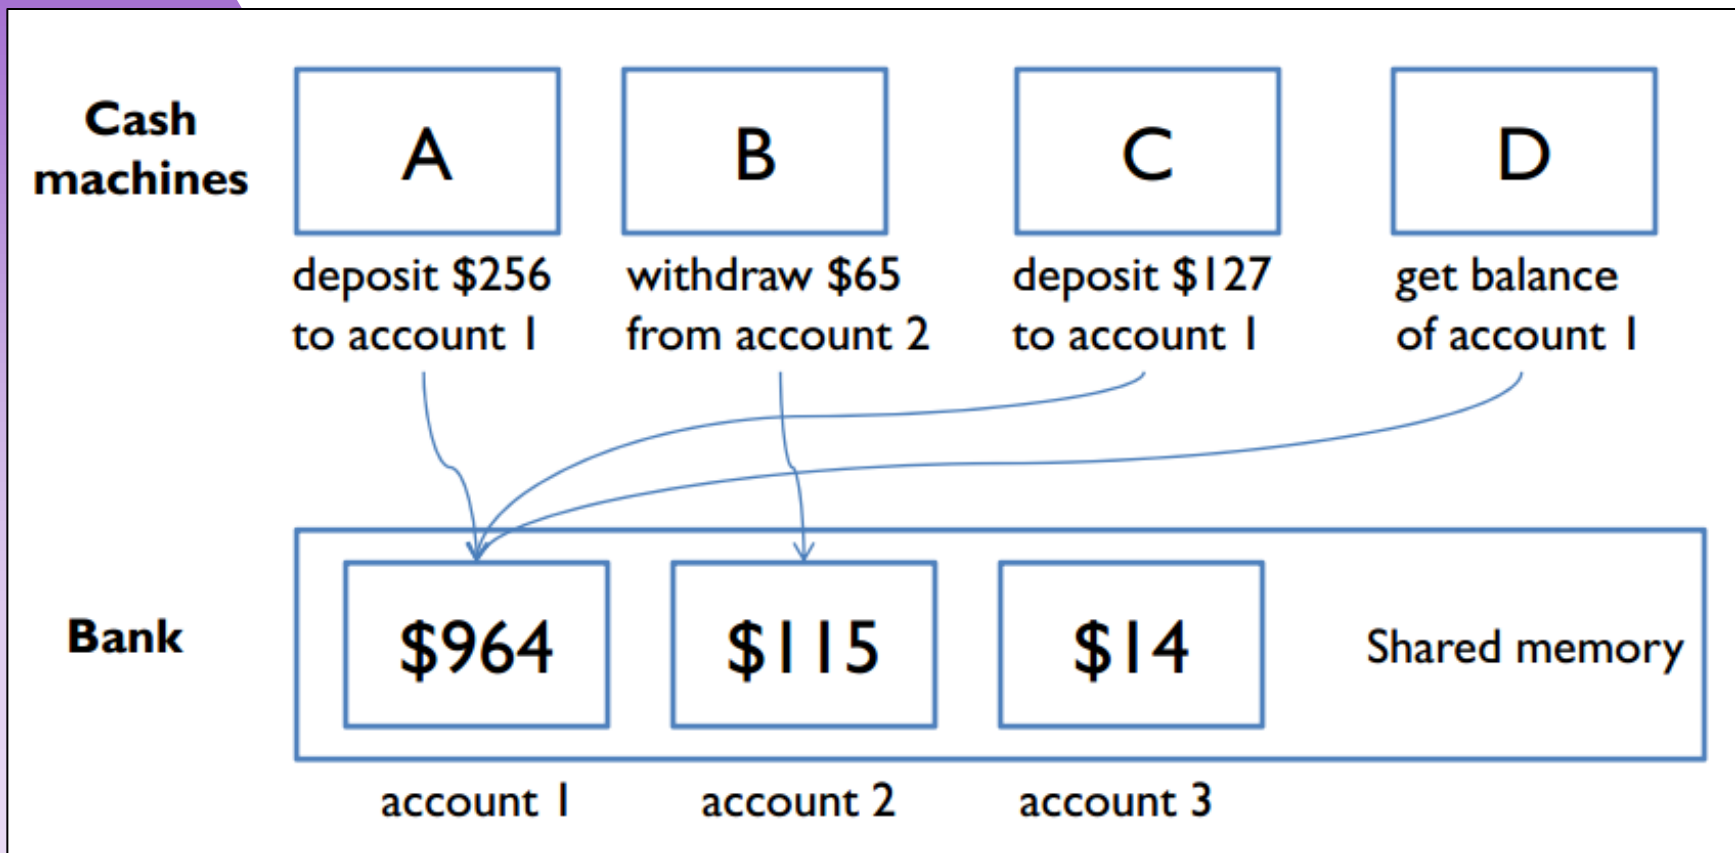 Cash
machines
A
B
C
D
deposit $256
to account 1
withdraw $65
from account 2
deposit $127
to account 1
get balance
of account 1
Bank
$964
$115
$14
Shared memory
account 1
account 2
account 3